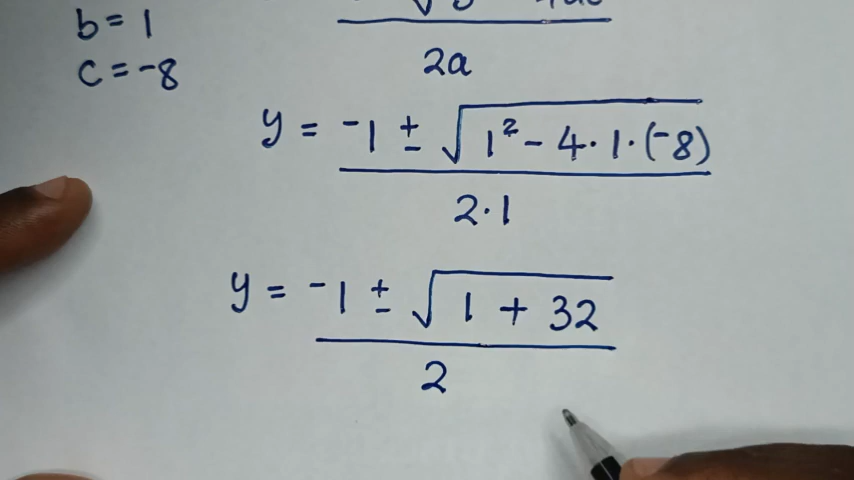 b = 1
c = -8
2a
y = -1 ± √(1² - 4·1·(-8))
2·1
y = -1 ± √(1 + 32)
2